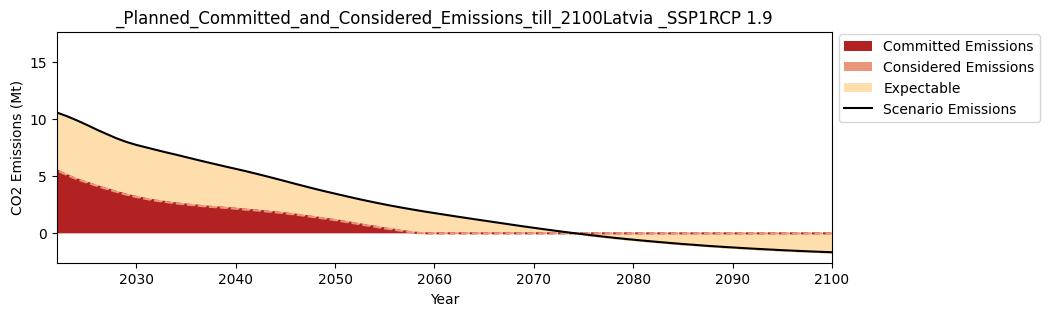 _Planned_Committed_and_Considered_Emissions_till_2100Latvia _SSP1RCP 1.9
Committed Emissions
Considered Emissions
Expectable
Scenario Emissions
CO2 Emissions (Mt)
15
10
5
0
2030 2040 2050 2060 2070 2080 2090 2100
Year